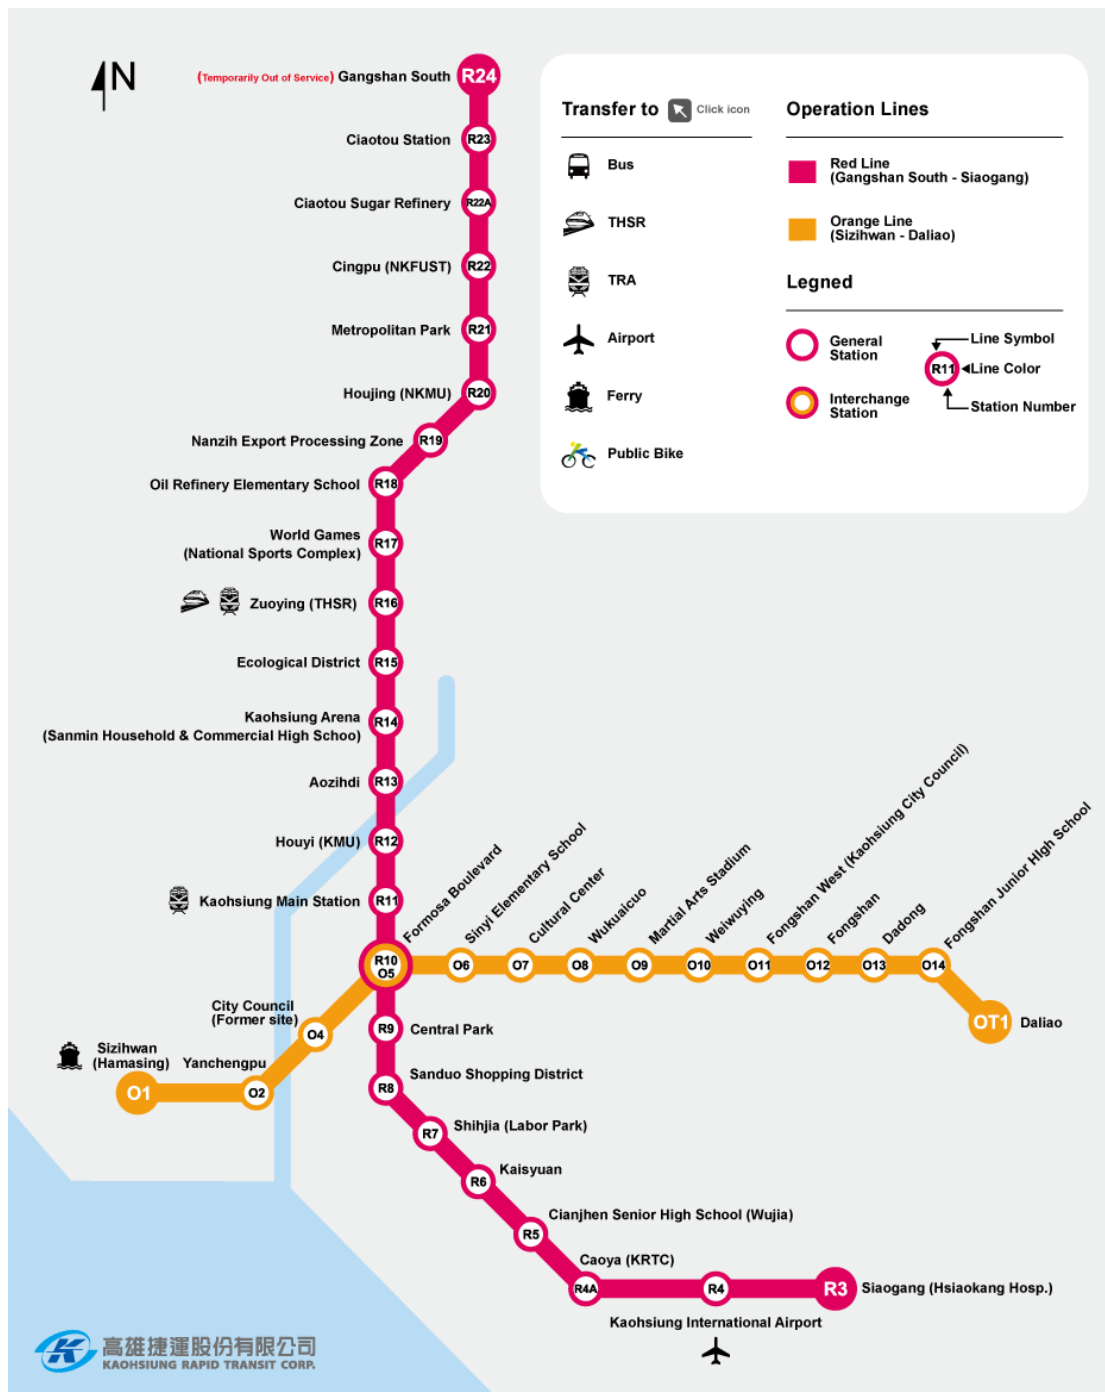 N
(Temporarily Out of Service) Gangshan South R24
Ciaotou Station R23
Ciaotou Sugar Refinery R22A
Cingpu (NKFUST) R22
Metropolitan Park R21
Houjing (NKMU) R20
Nanzih Export Processing Zone R19
Oil Refinery Elementary School R18
World Games
(National Sports Complex) R17
Zuoying (THSR) R16
Ecological District R15
Kaohsiung Arena
(Sanmin Household & Commercial High Schoo) R14
Aozihdi R13
Houyi (KMU) R12
Kaohsiung Main Station R11
Transfer to Click icon
Bus
THSR
TRA
Airport
Ferry
Public Bike
Operation Lines
Red Line
(Gangshan South - Siaogang)
Orange Line
(Sizihwan - Daliao)
Legned
General
Station
Interchange
Station
R11
Line Symbol
Line Color
Station Number
Formosa Boulevard
Sinyi Elementary School
Cultural Center
Wukuaicuo
Martial Arts Stadium
Weiwuying
Fongshan West (Kaohsiung City Council)
Fongshan
Dadong
Fongshan Junior HIgh School
R10
O5
O6
O7
O8
O9
O10
O11
O12
O13
O14
OT1 Daliao
City Council
(Former site)
O4
Sizihwan
(Hamasing)
Yanchengpu
O1
O2
R9 Central Park
R8 Sanduo Shopping District
R7 Shihjia (Labor Park)
R6 Kaisyuan
R5 Cianjhen Senior High School (Wujia)
Caoya (KRTC)
R4A
R4
R3 Siaogang (Hsiaokang Hosp.)
Kaohsiung International Airport
K
高雄捷運股份有限公司
KAOHSIUNG RAPID TRANSIT CORP.